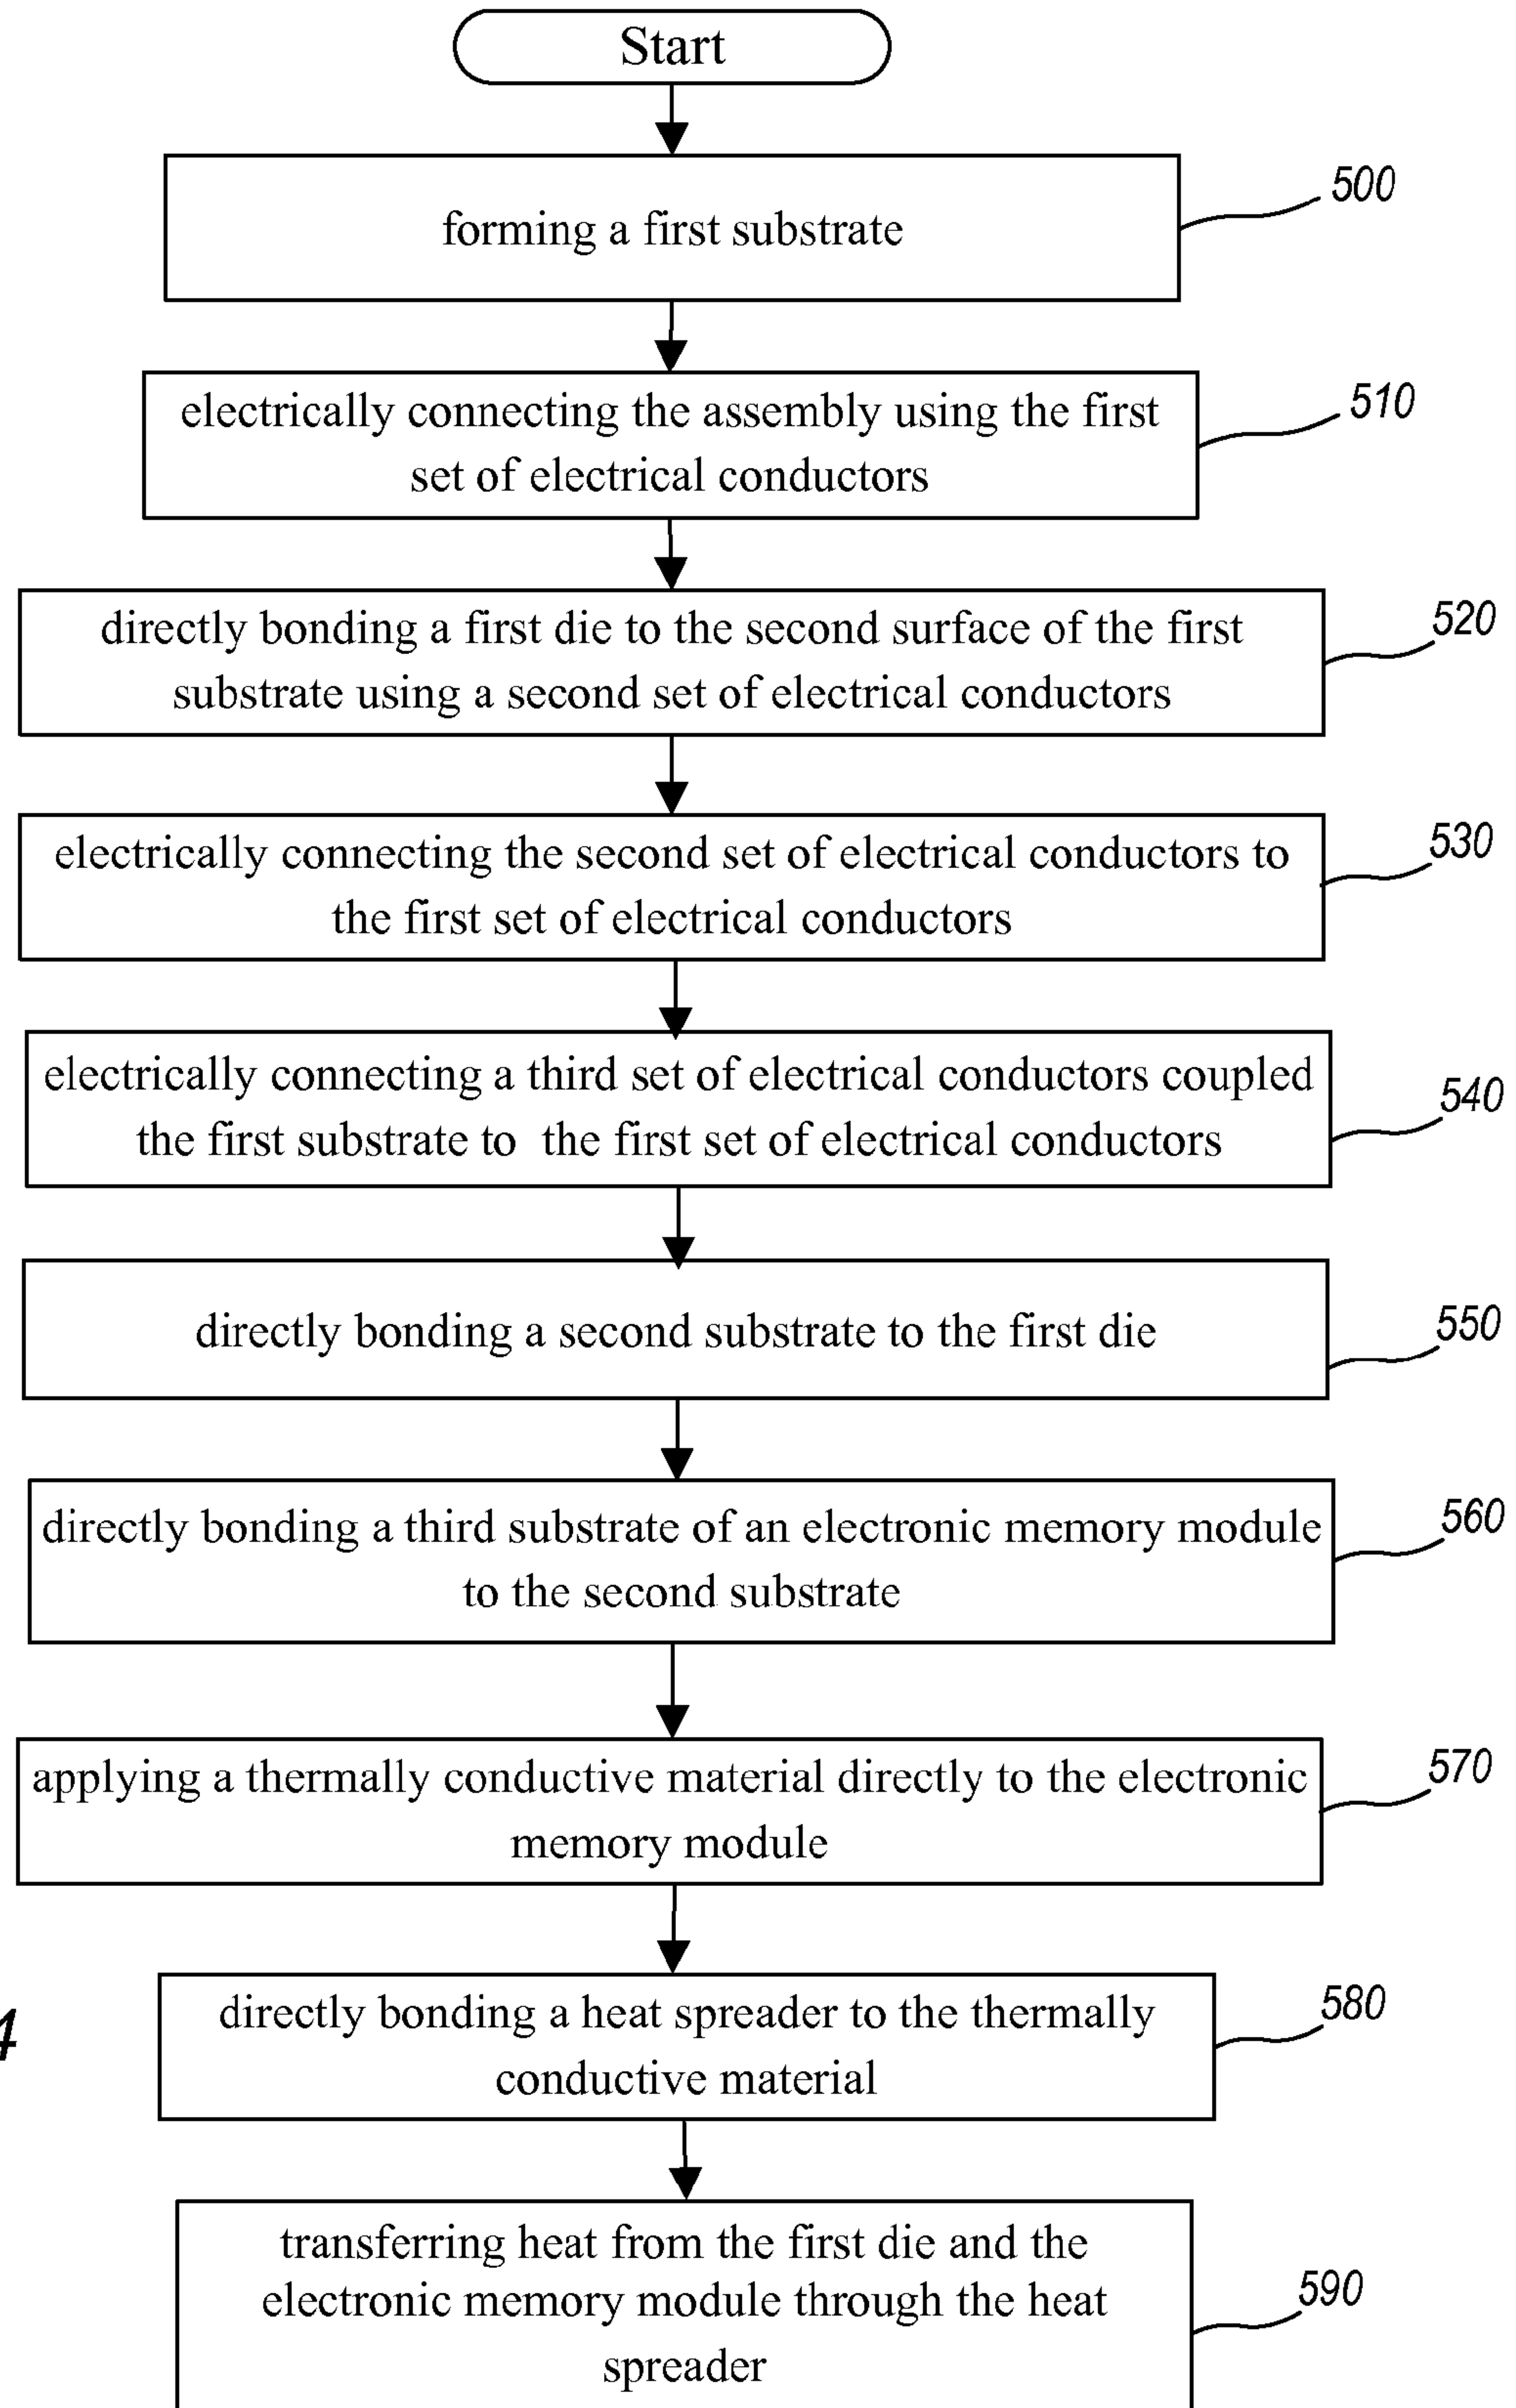 Start
forming a first substrate
500
electrically connecting the assembly using the first
set of electrical conductors
510
directly bonding a first die to the second surface of the first
substrate using a second set of electrical conductors
520
electrically connecting the second set of electrical conductors to
the first set of electrical conductors
530
electrically connecting a third set of electrical conductors coupled
the first substrate to the first set of electrical conductors
540
directly bonding a second substrate to the first die
550
directly bonding a third substrate of an electronic memory module
to the second substrate
560
applying a thermally conductive material directly to the electronic
memory module
570
directly bonding a heat spreader to the thermally
conductive material
580
4
transferring heat from the first die and the
electronic memory module through the heat
spreader
590